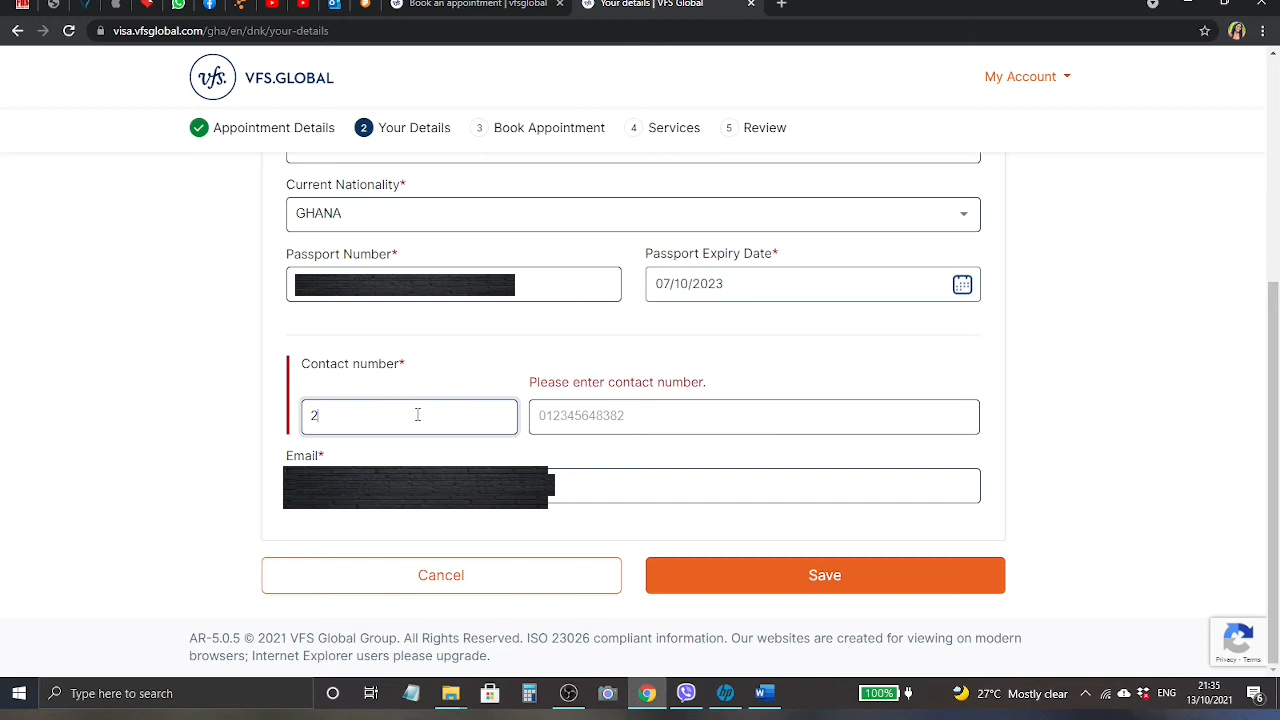 Book an appointment | vfsglobal
Your details | VFS Global
visa.vfsglobal.com/gha/en/dnk/your-details
vfs. VFS.GLOBAL
My Account
Appointment Details 2 Your Details 3 Book Appointment 4 Services 5 Review
Current Nationality*
GHANA
Passport Number* Passport Expiry Date*
07/10/2023
Contact number*
Please enter contact number.
2 012345648382
Email*
Cancel Save
AR-5.0.5 © 2021 VFS Global Group. All Rights Reserved. ISO 23026 compliant information. Our websites are created for viewing on modern
browsers; Internet Explorer users please upgrade.
Privacy - Terms
Type here to search 100% 27°C Mostly clear ENG 21:35
13/10/2021 6